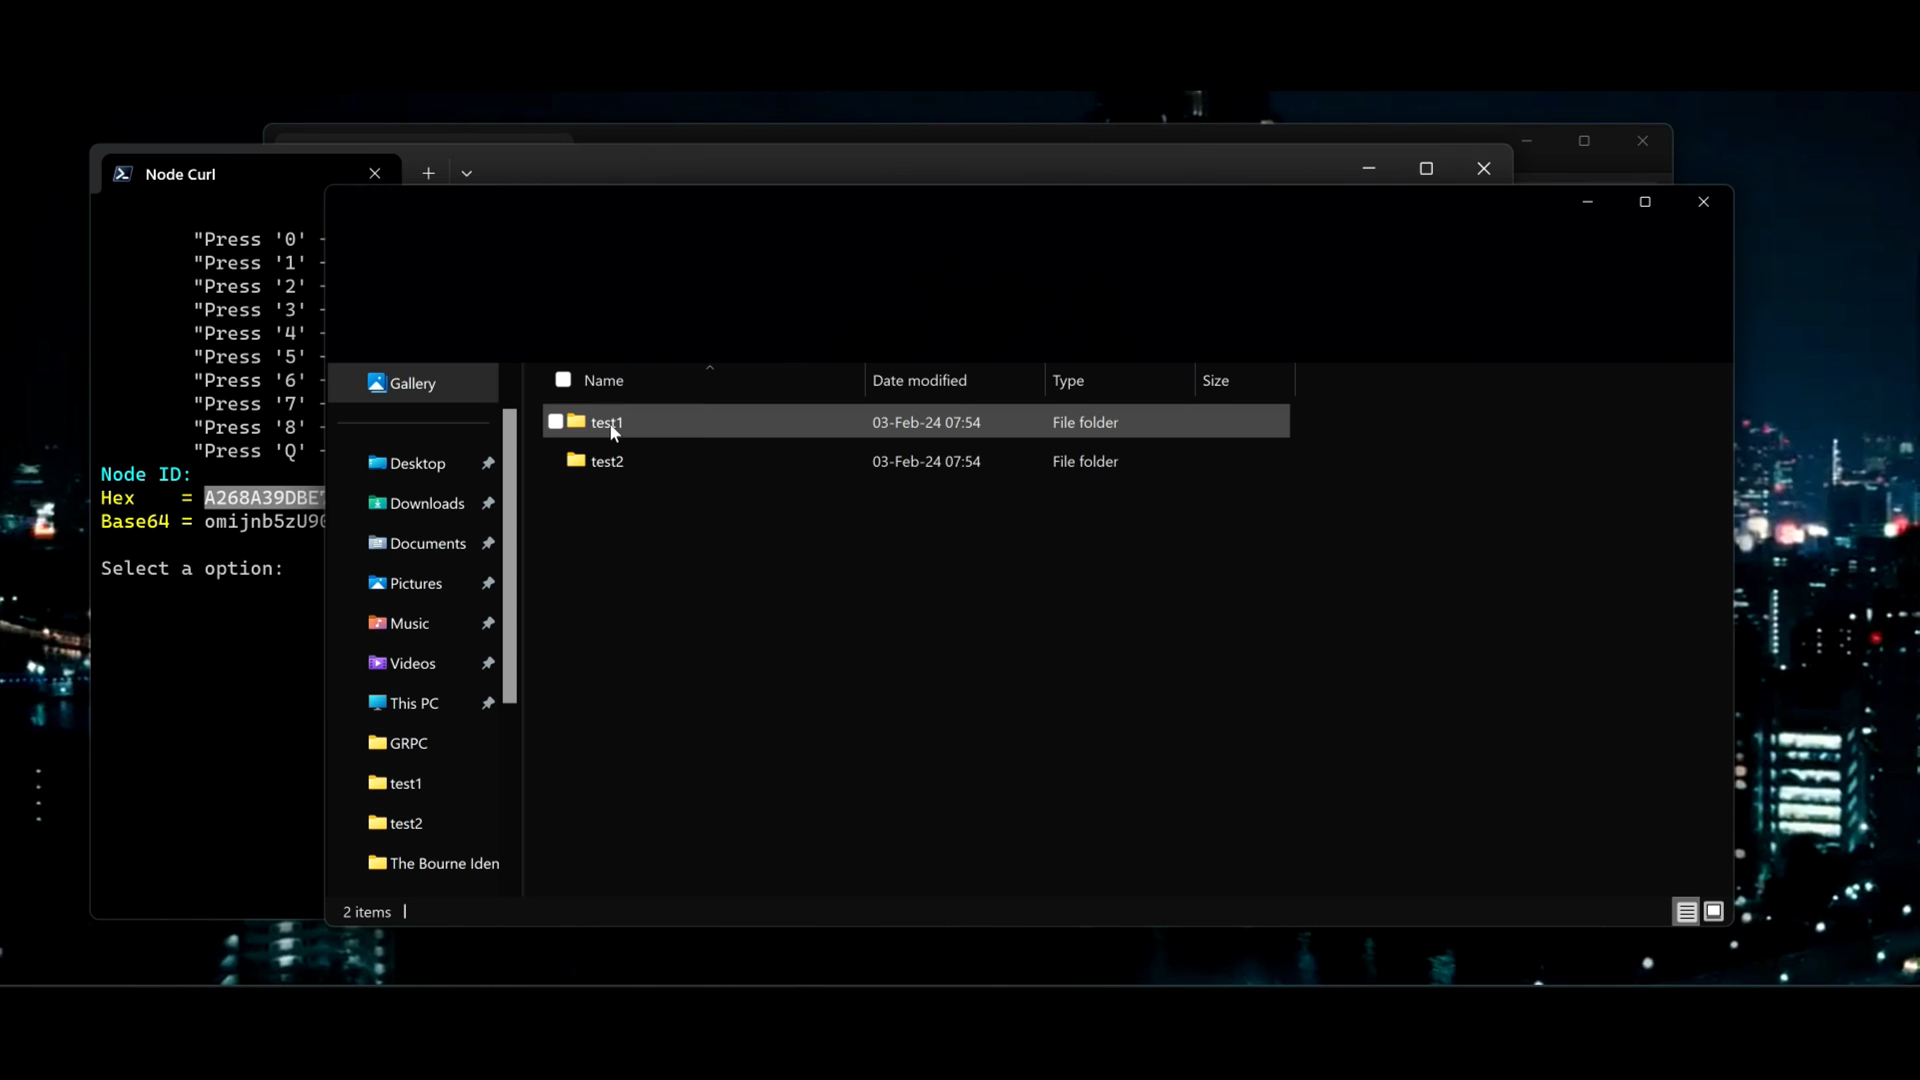 Node Curl
"Press '0' -
"Press '1' -
"Press '2' -
"Press '3' -
"Press '4' -
"Press '5' -
"Press '6' -
"Press '7' -
"Press '8' -
"Press 'Q' -
Node ID:
Hex = A268A39DBE
Base64 = omijnb5zU9
Select a option:
Gallery
Desktop
Downloads
Documents
Pictures
Music
Videos
This PC
GRPC
test1
test2
The Bourne Iden
Name Date modified Type Size
test1 03-Feb-24 07:54 File folder
test2 03-Feb-24 07:54 File folder
2 items